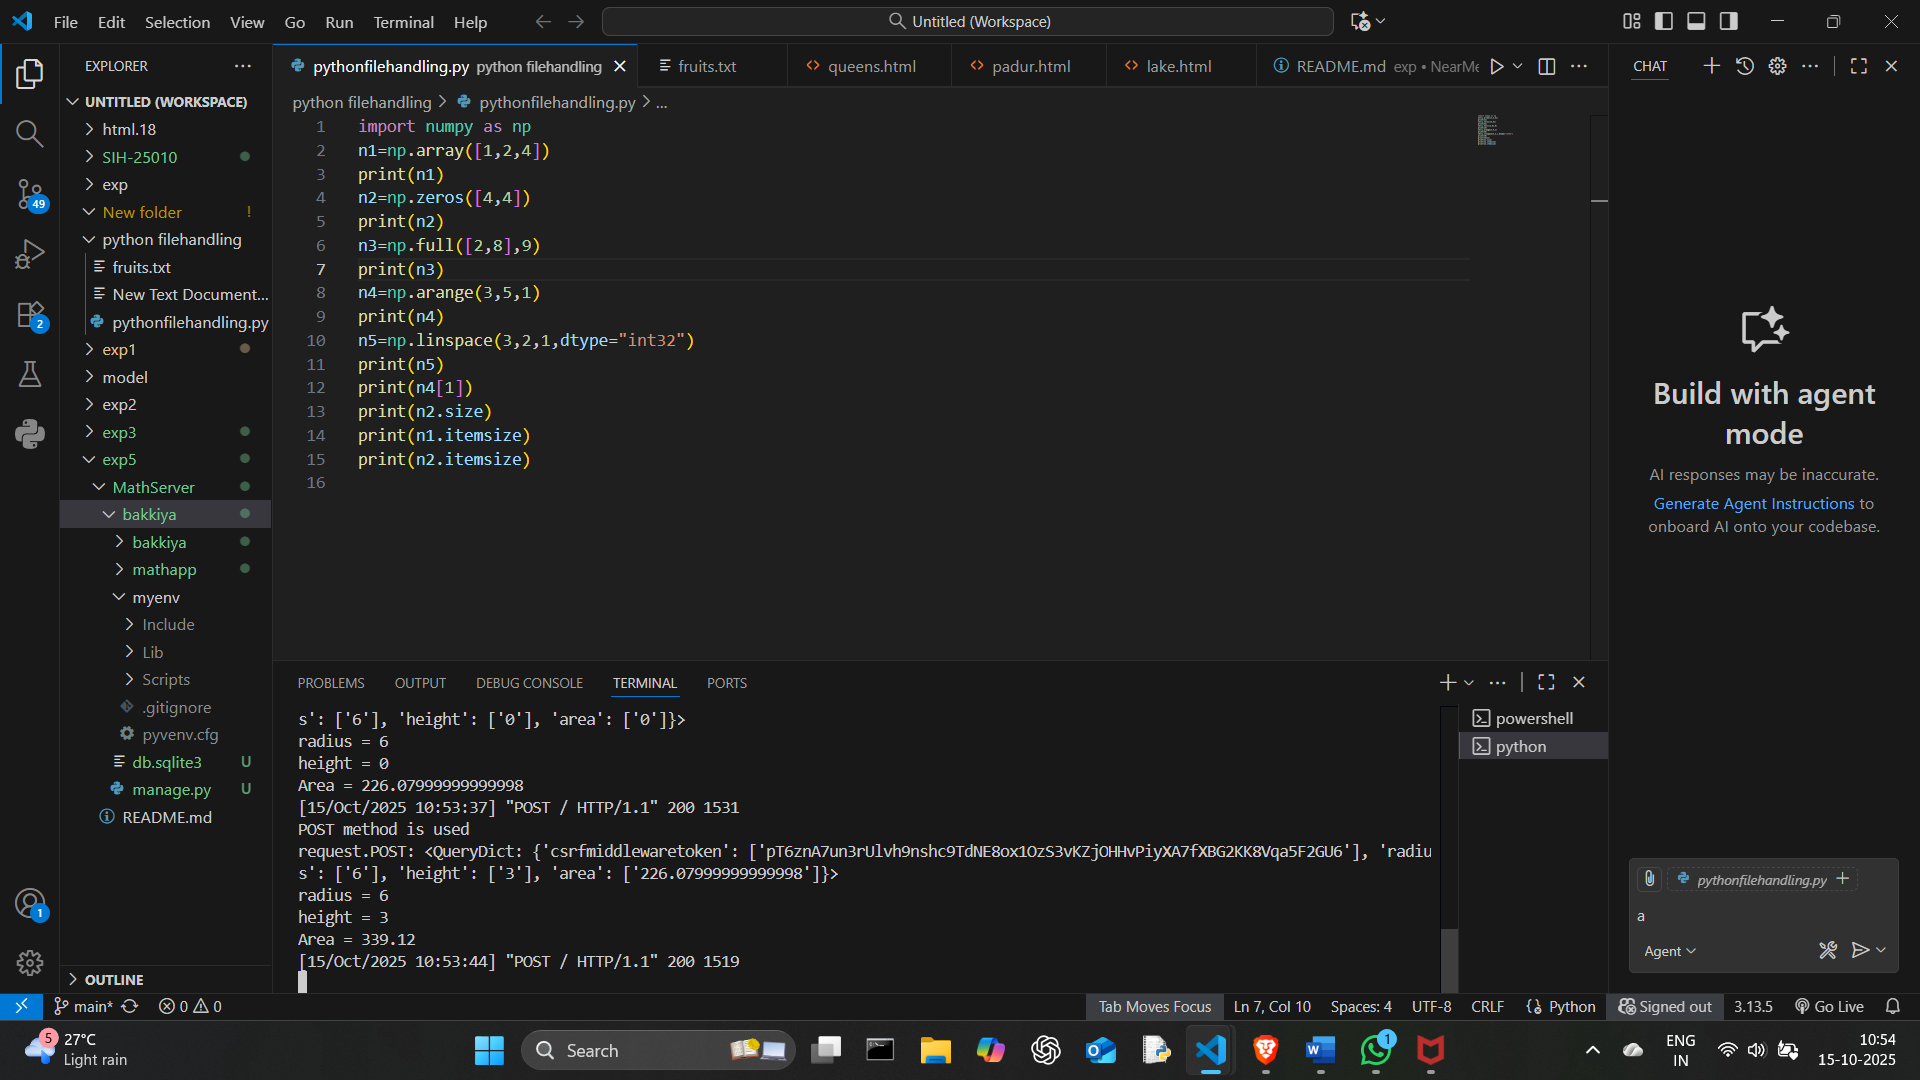 File Edit Selection View Go Run Terminal Help
Untitled (Workspace)
EXPLORER
UNTITLED (WORKSPACE)
html.18
SIH-25010
exp
New folder !
python filehandling
fruits.txt
New Text Document...
pythonfilehandling.py
exp1
model
exp2
exp3
exp5
MathServer
bakkiya
bakkiya
mathapp
myenv
Include
Lib
Scripts
.gitignore
pyvenv.cfg
db.sqlite3 U
manage.py U
README.md
OUTLINE
49
2
1
pythonfilehandling.py python filehandling
fruits.txt
queens.html
padur.html
lake.html
README.md exp • NearMe
python filehandling > pythonfilehandling.py > ...
1 import numpy as np
2 n1=np.array([1,2,4])
3 print(n1)
4 n2=np.zeros([4,4])
5 print(n2)
6 n3=np.full([2,8],9)
7 print(n3)
8 n4=np.arange(3,5,1)
9 print(n4)
10 n5=np.linspace(3,2,1,dtype="int32")
11 print(n5)
12 print(n4[1])
13 print(n2.size)
14 print(n1.itemsize)
15 print(n2.itemsize)
16
PROBLEMS OUTPUT DEBUG CONSOLE TERMINAL PORTS
s': ['6'], 'height': ['0'], 'area': ['0']}>
radius = 6
height = 0
Area = 226.07999999999998
[15/Oct/2025 10:53:37] "POST / HTTP/1.1" 200 1531
POST method is used
request.POST: <QueryDict: {'csrfmiddlewaretoken': ['pT6znA7un3rUlvh9nshc9TdNE8ox1OzS3vKZjOHHvPiyXA7fXBG2KK8Vqa5F2GU6'], 'radiu
s': ['6'], 'height': ['3'], 'area': ['226.07999999999998']}>
radius = 6
height = 3
Area = 339.12
[15/Oct/2025 10:53:44] "POST / HTTP/1.1" 200 1519
powershell
python
CHAT
Build with agent
mode
AI responses may be inaccurate.
Generate Agent Instructions to
onboard AI onto your codebase.
pythonfilehandling.py
a
Agent
main* 0 0
Tab Moves Focus Ln 7, Col 10 Spaces: 4 UTF-8 CRLF {} Python Signed out 3.13.5 Go Live
5
27°C
Light rain
Search
1
ENG
IN
10:54
15-10-2025